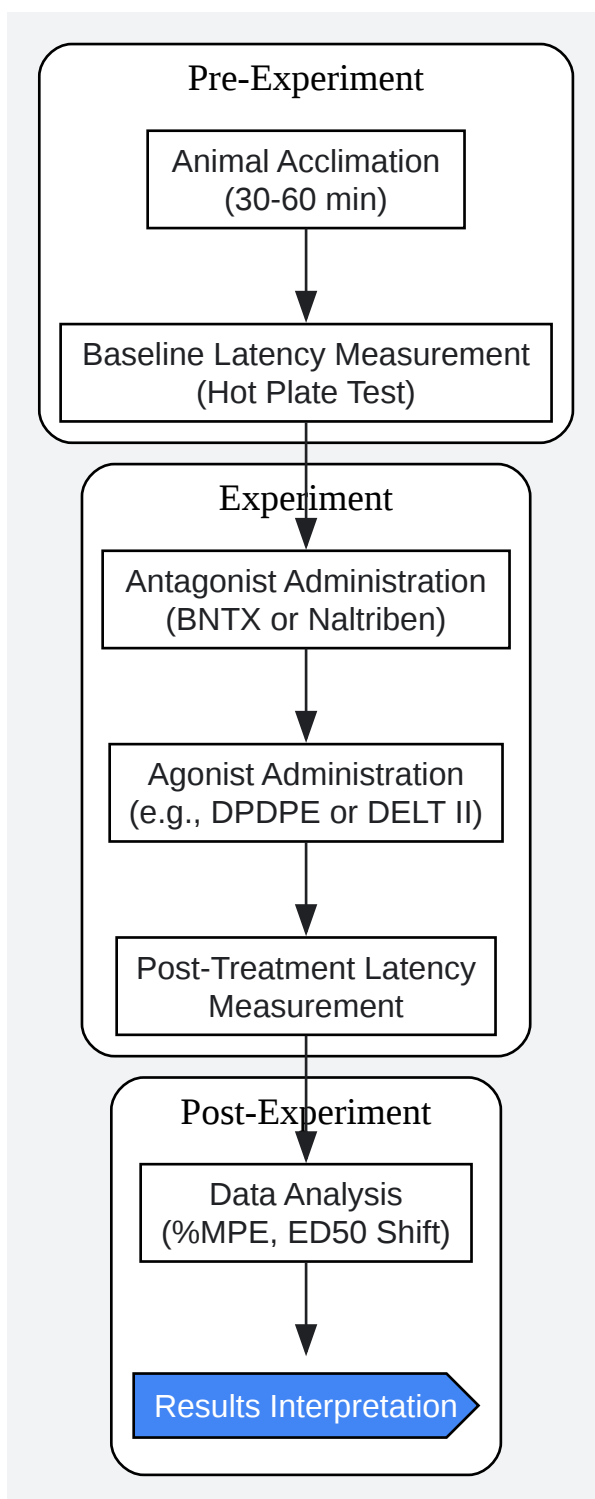 Pre-Experiment
Animal Acclimation
(30-60 min)
Baseline Latency Measurement
(Hot Plate Test)
Experiment
Antagonist Administration
(BNTX or Naltriben)
Agonist Administration
(e.g., DPDPE or DELT II)
Post-Treatment Latency
Measurement
Post-Experiment
Data Analysis
(%MPE, ED50 Shift)
Results Interpretation